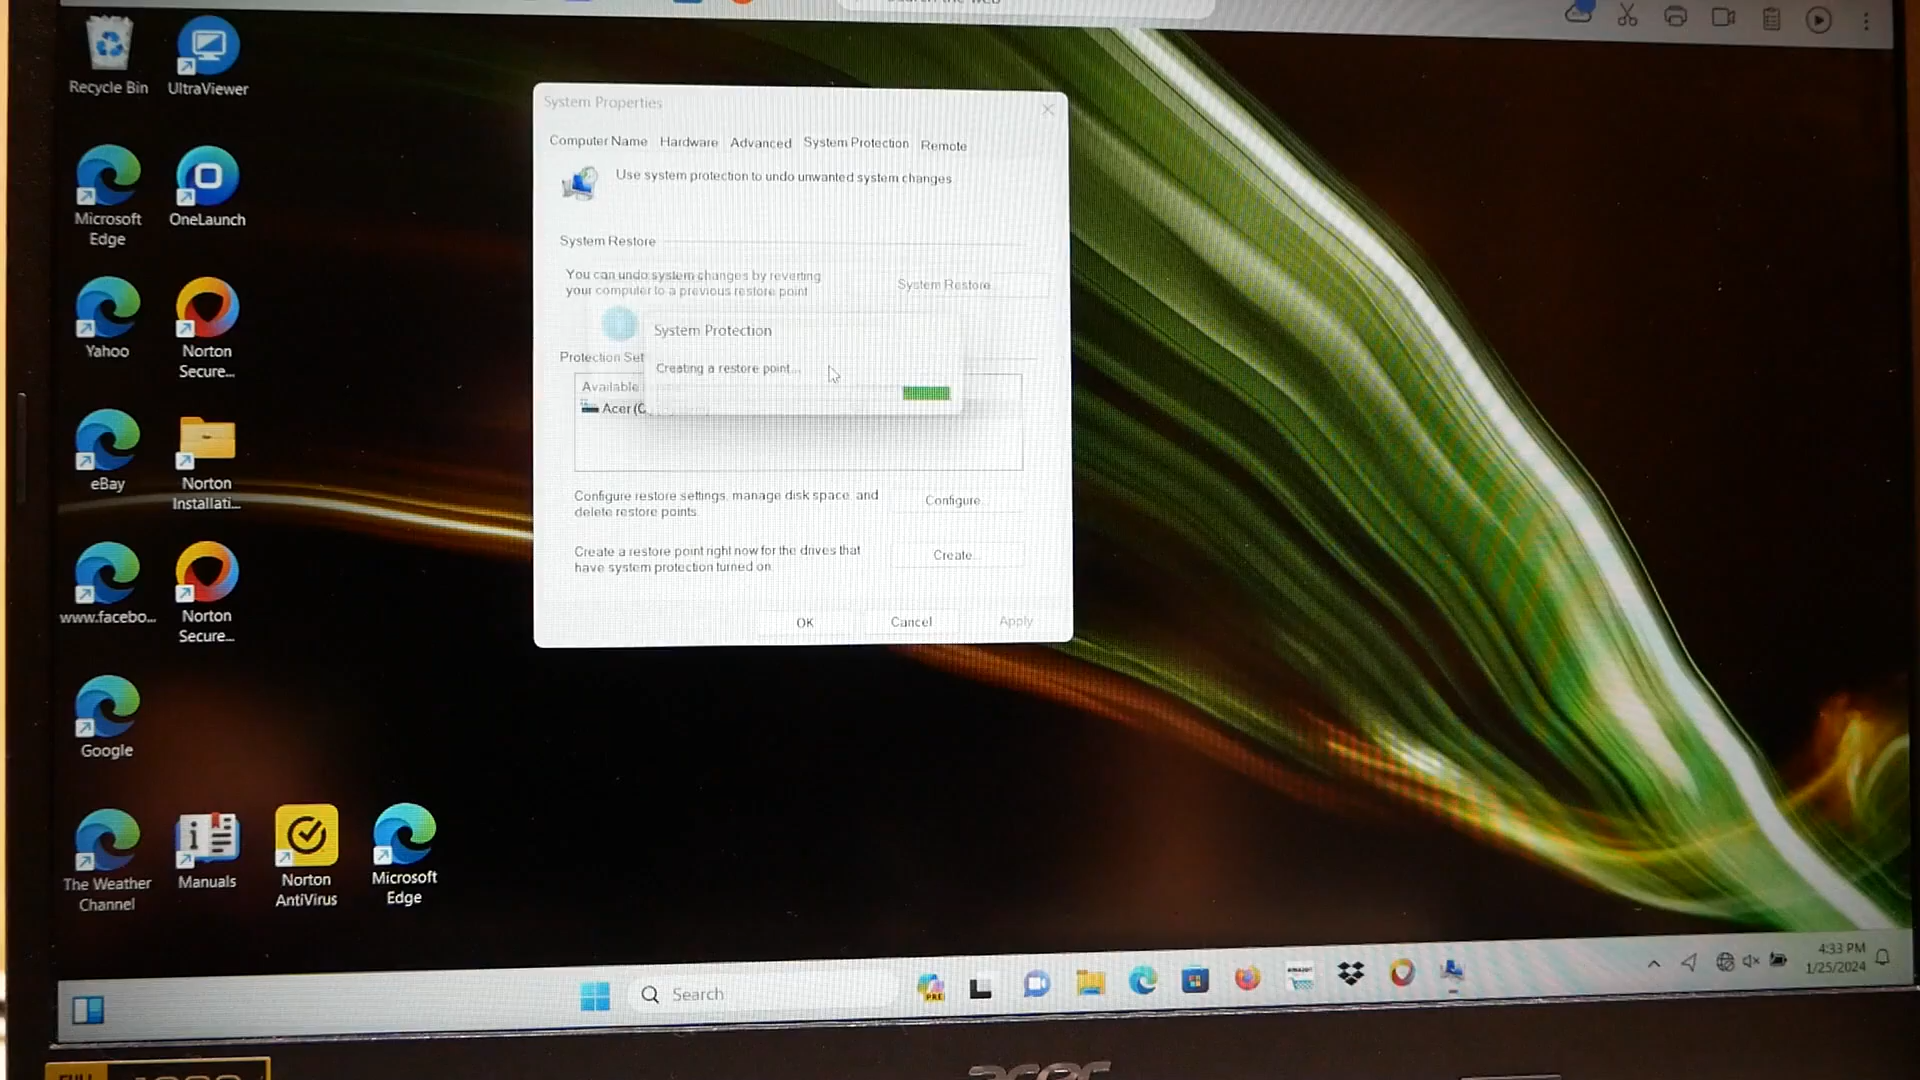 Recycle Bin
UltraViewer
Microsoft
Edge
OneLaunch
Yahoo
Norton
Secure...
eBay
Norton
Installati...
www.facebo...
Norton
Secure...
Google
The Weather
Channel
Manuals
Norton
AntiVirus
Microsoft
Edge
System Properties
Computer Name
Hardware
Advanced
System Protection
Remote
Use system protection to undo unwanted system changes
System Restore
You can undo system changes by reverting
your computer to a previous restore point
System Restore...
System Protection
Creating a restore point...
Protection Set
Available
Acer (C
Configure restore settings, manage disk space, and
delete restore points.
Configure...
Create a restore point right now for the drives that
have system protection turned on.
Create...
OK
Cancel
Apply
Search
PRE
4:33 PM
1/25/2024
acer